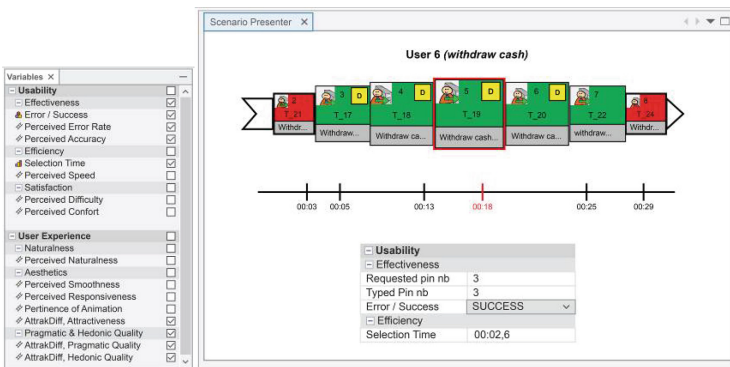 Variables ×
Usability
Effectiveness
Error / Success
Perceived Error Rate
Perceived Accuracy
Efficiency
Selection Time
Perceived Speed
Satisfaction
Perceived Difficulty
Perceived Confort
User Experience
Naturalness
Perceived Naturalness
Aesthetics
Perceived Smoothness
Perceived Responsiveness
Pertinence of Animation
AttrakDiff, Attractiveness
Pragmatic & Hedonic Quality
AttrakDiff, Pragmatic Quality
AttrakDiff, Hedonic Quality
Scenario Presenter ×
User 6 (withdraw cash)
2
T_21
Withdr...
3 D
T_17
Withdraw...
4 D
T_18
Withdraw ca...
5 D
T_19
Withdraw cash...
6 D
T_20
Withdraw ca...
7
T_22
withdraw...
8
T_24
Withdr...
00:03 00:05 00:13 00:18 00:25 00:29
Usability
Effectiveness
Requested pin nb 3
Typed Pin nb 3
Error / Success SUCCESS
Efficiency
Selection Time 00:02,6